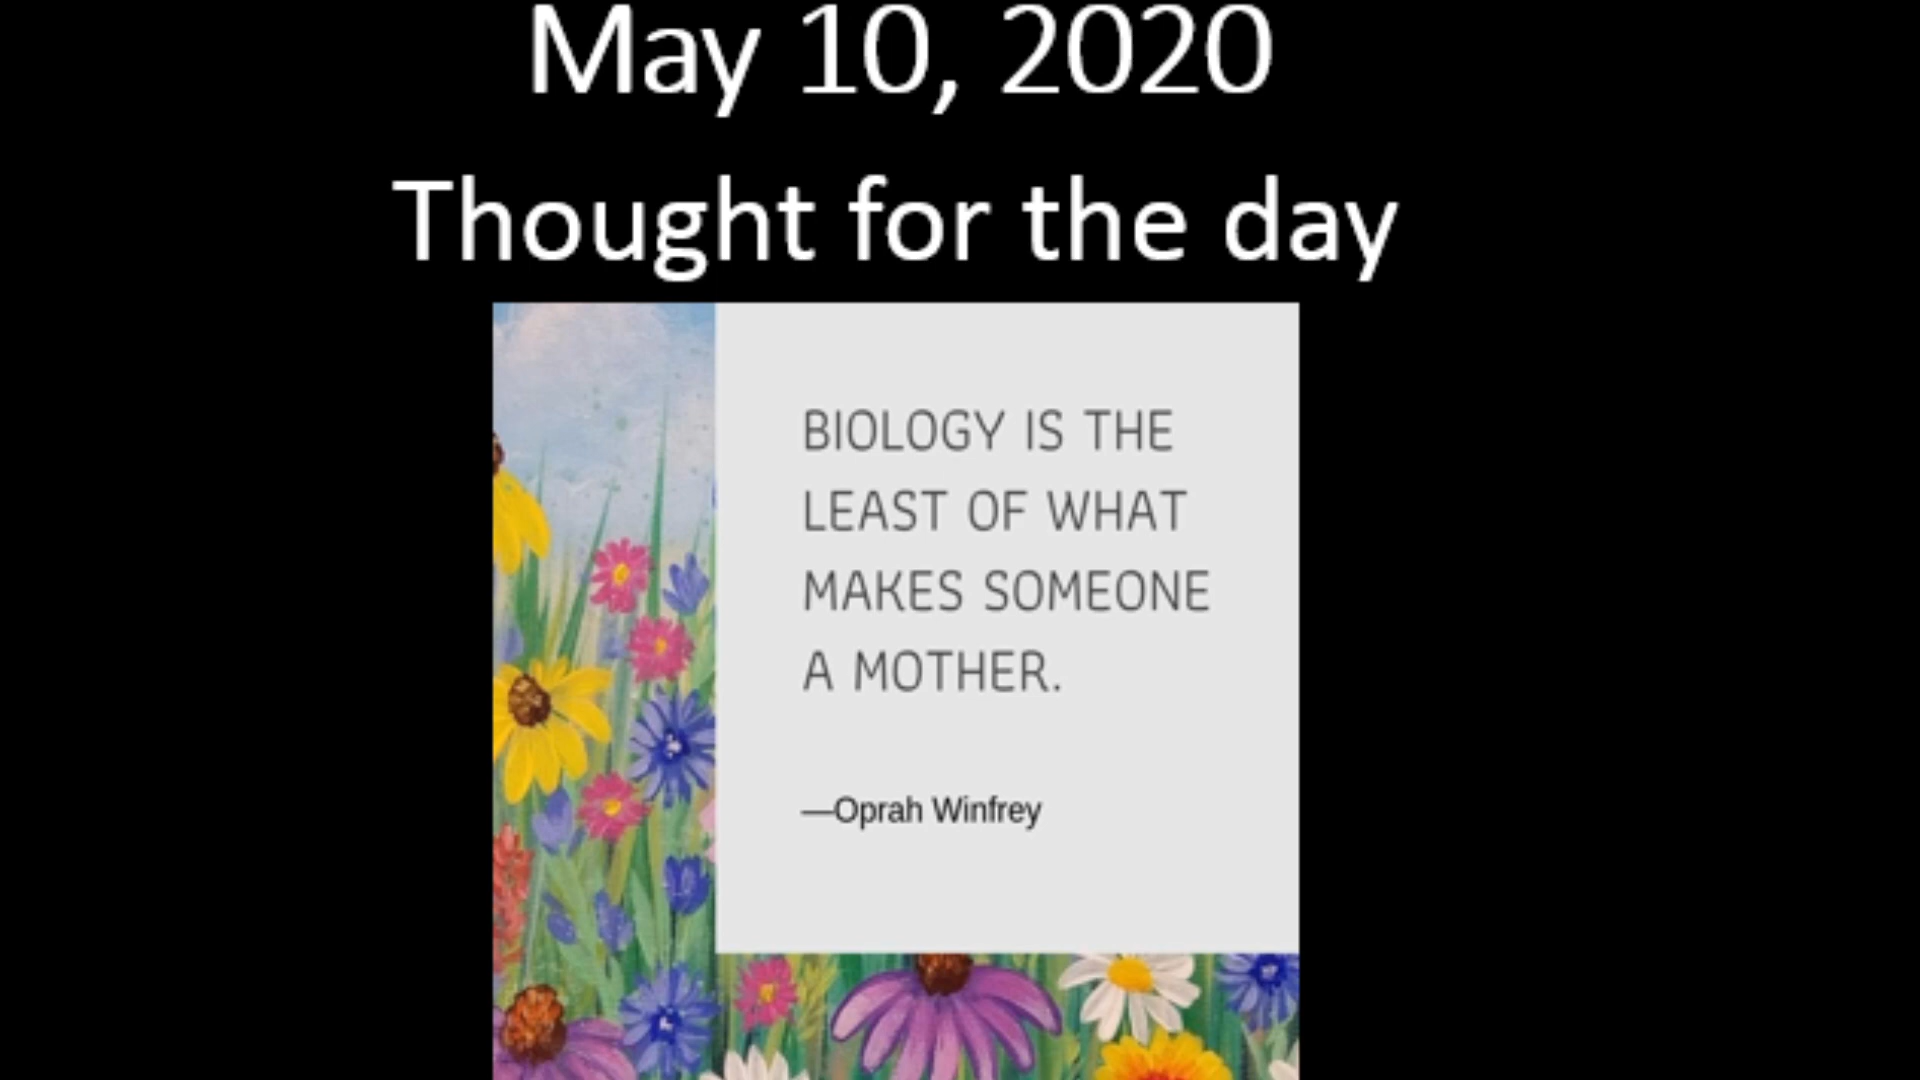 May 10, 2020
Thought for the day
BIOLOGY IS THE
LEAST OF WHAT
MAKES SOMEONE
A MOTHER.
—Oprah Winfrey